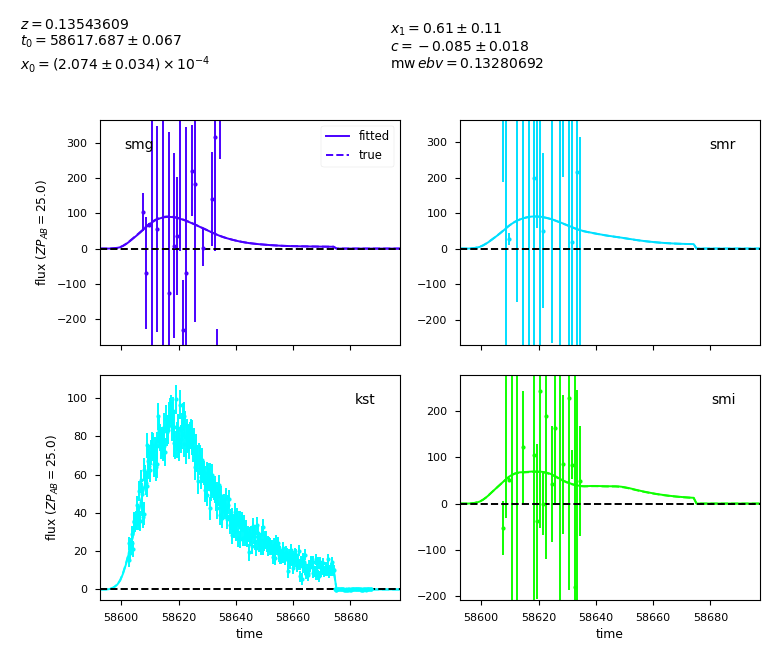 z = 0.13543609
t₀ = 58617.687 ± 0.067
x₀ = (2.074 ± 0.034) × 10⁻⁴
x₁ = 0.61 ± 0.11
c = −0.085 ± 0.018
mw ebv = 0.13280692
smg
fitted
true
300
200
100
0
−100
−200
flux (ZP_AB = 25.0)
smr
300
200
100
0
−100
−200
kst
100
80
60
40
20
0
flux (ZP_AB = 25.0)
58600 58620 58640 58660 58680
time
smi
200
100
0
−100
−200
58600 58620 58640 58660 58680
time